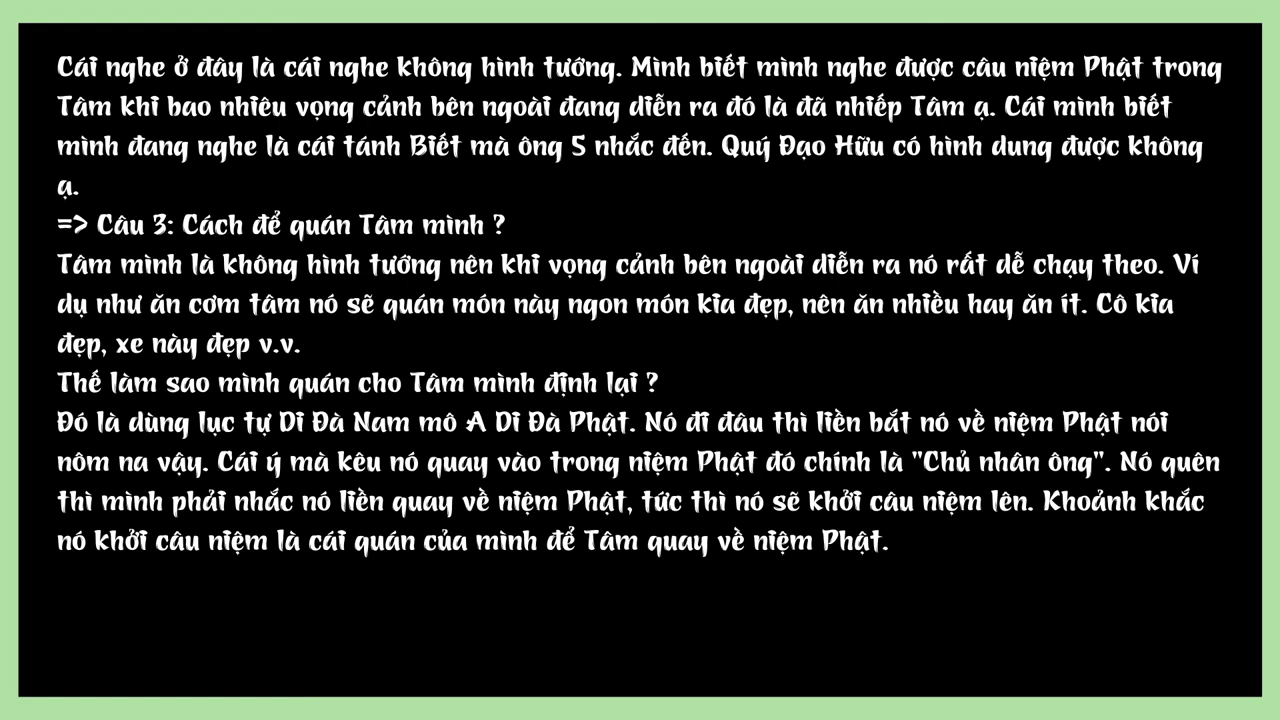 Cái nghe ở đây là cái nghe không hình tướng. Mình biết mình nghe được câu niệm Phật trong
Tâm khi bao nhiêu vọng cảnh bên ngoài đang diễn ra đó là đã nhiếp Tâm ạ. Cái mình biết
mình đang nghe là cái tánh Biết mà ông 5 nhắc đến. Quý Đạo Hữu có hình dung được không
ạ.
=> Câu 3: Cách để quán Tâm mình ?
Tâm mình là không hình tướng nên khi vọng cảnh bên ngoài diễn ra nó rất dễ chạy theo. Ví
dụ như ăn cơm tâm nó sẽ quán món này ngon món kia đẹp, nên ăn nhiều hay ăn ít. Cô kia
đẹp, xe này đẹp v.v.
Thế làm sao mình quán cho Tâm mình định lại ?
Đó là dùng lục tự Di Đà Nam mô A Di Đà Phật. Nó đi đâu thì liền bắt nó về niệm Phật nói
nôm na vậy. Cái ý mà kêu nó quay vào trong niệm Phật đó chính là "Chủ nhân ông". Nó quên
thì mình phải nhắc nó liền quay về niệm Phật, tức thì nó sẽ khởi câu niệm lên. Khoảnh khắc
nó khởi câu niệm là cái quán của mình để Tâm quay về niệm Phật.